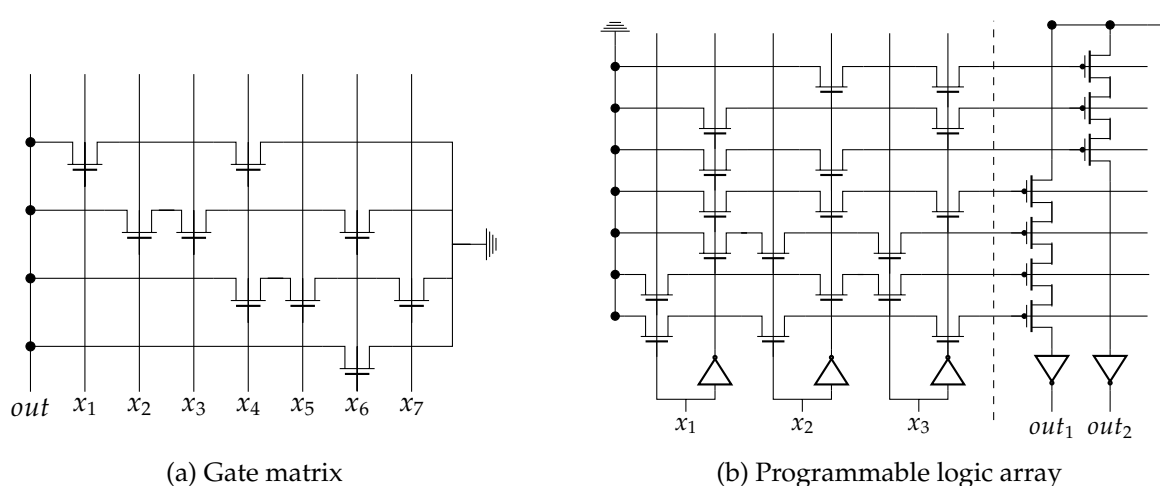 out x₁ x₂ x₃ x₄ x₅ x₆ x₇
(a) Gate matrix
x₁ x₂ x₃ out₁ out₂
(b) Programmable logic array